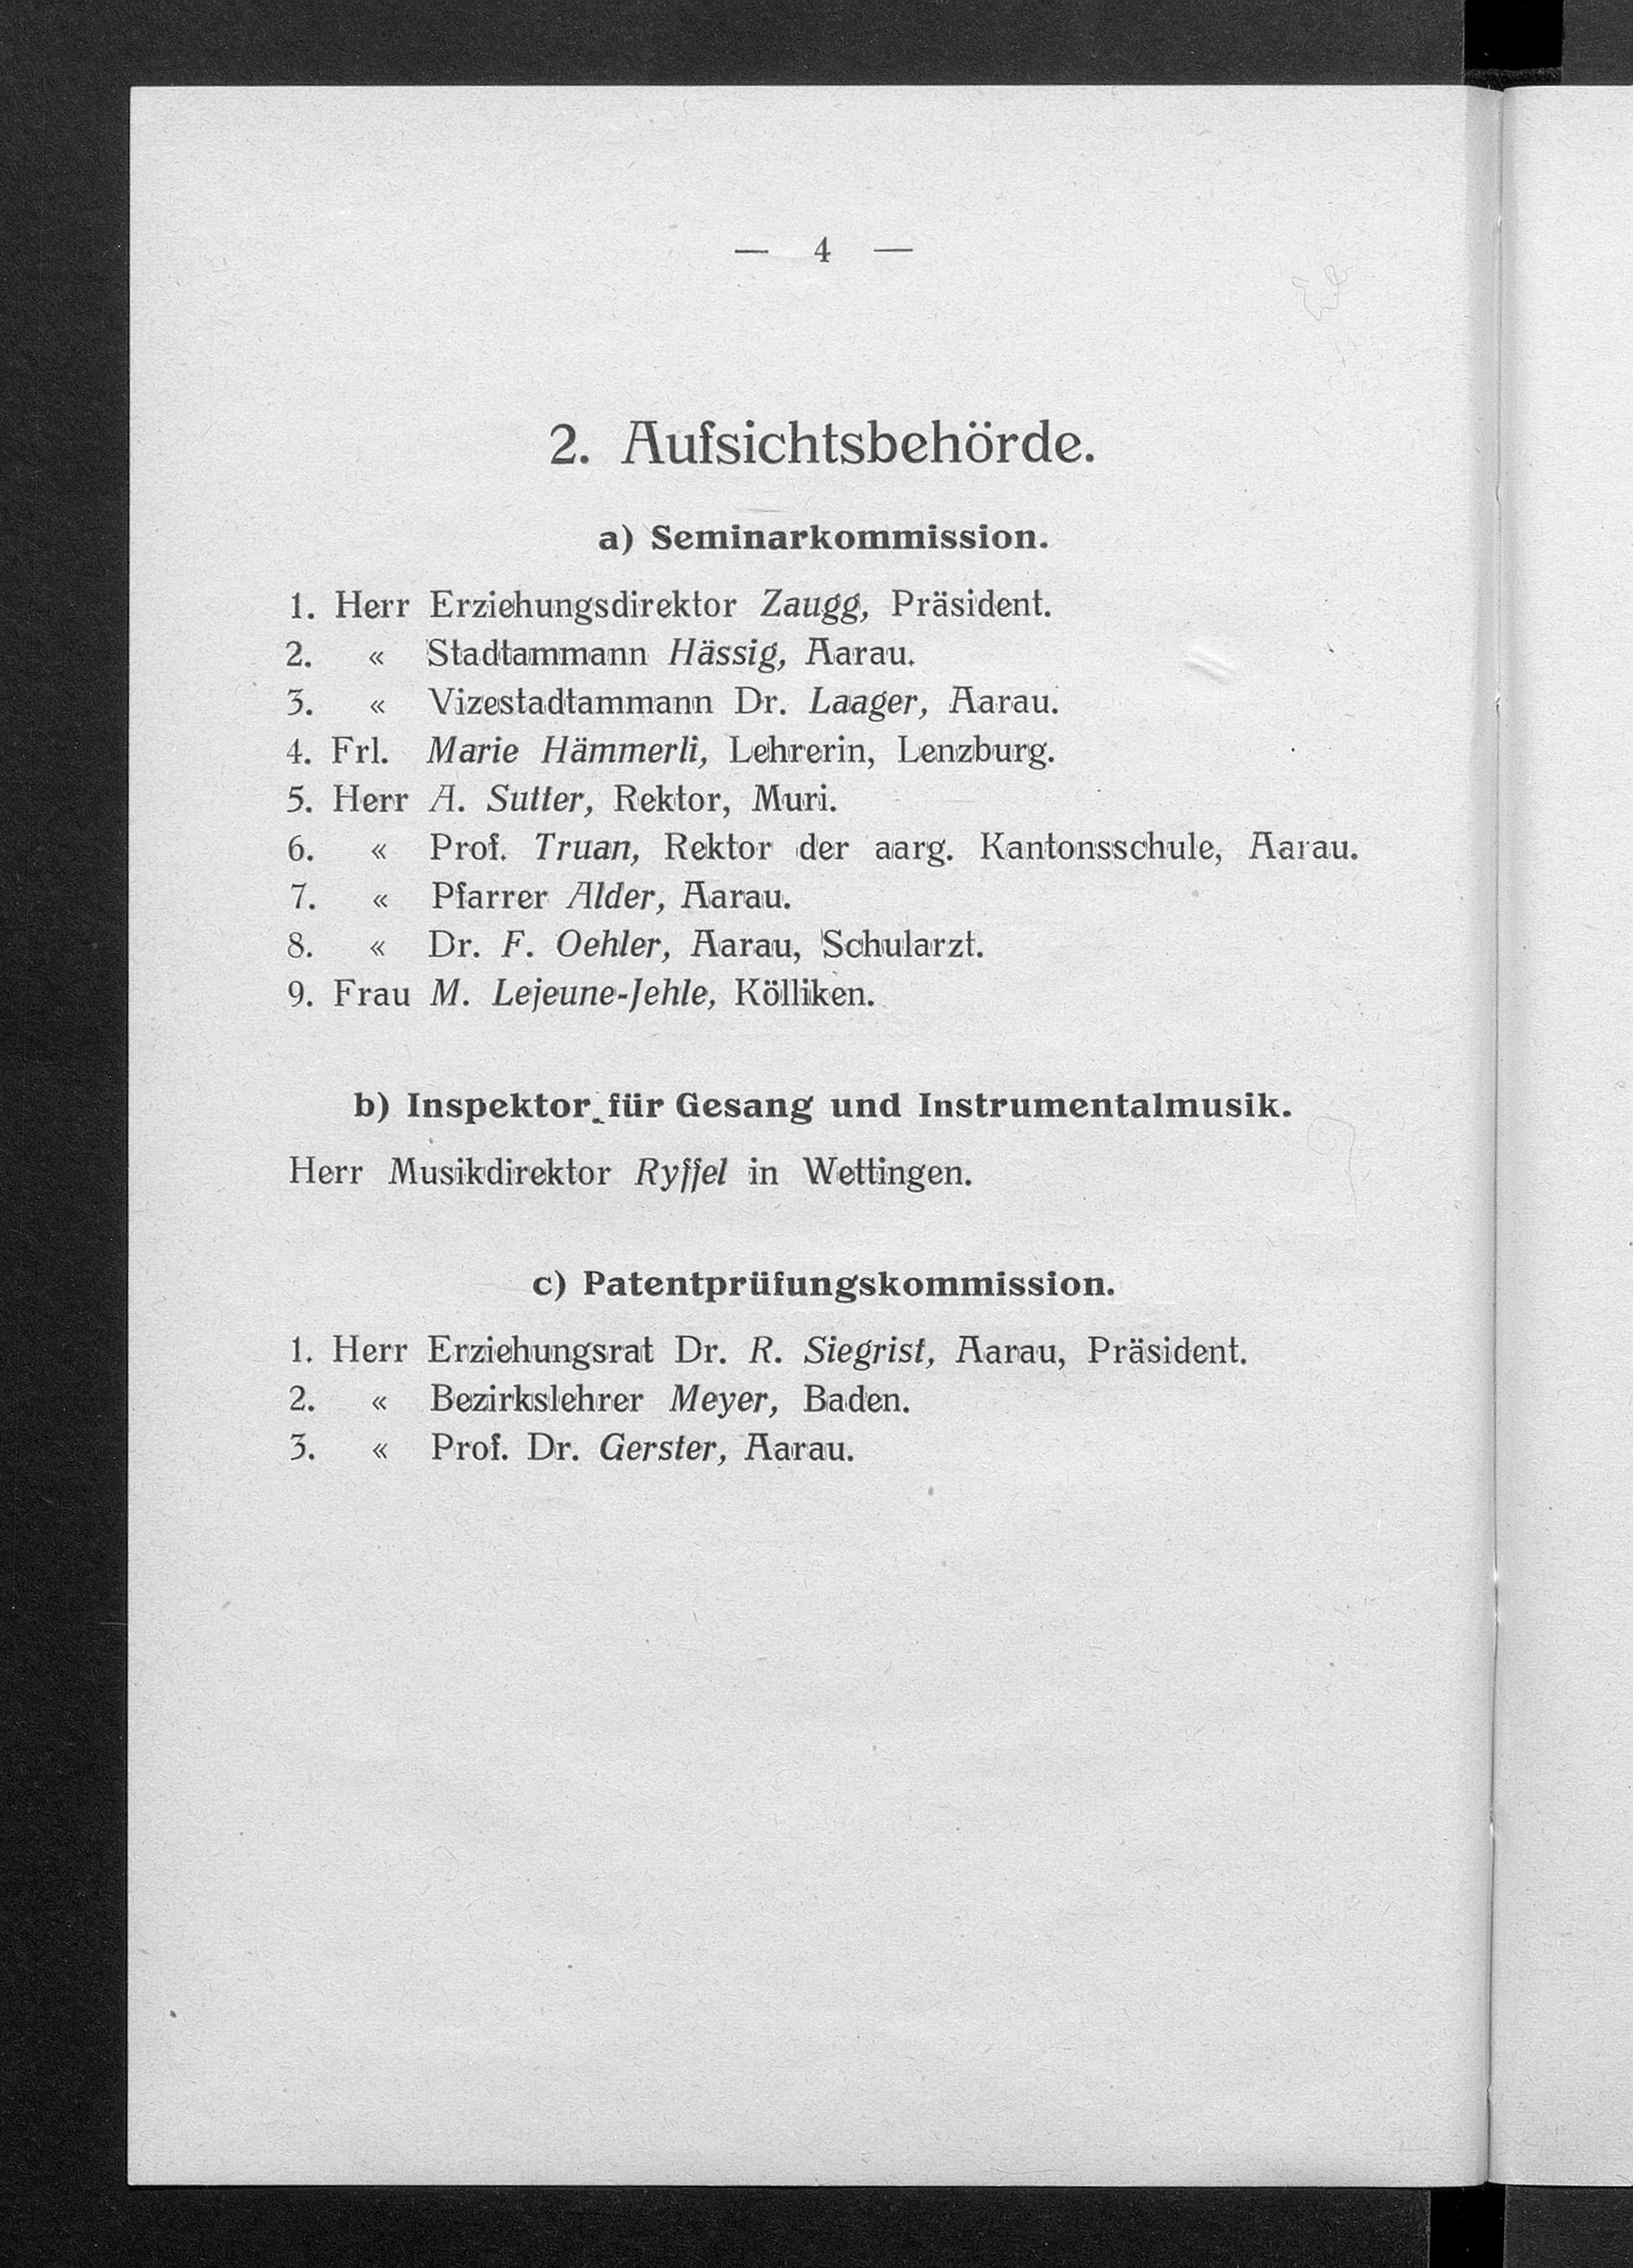 — 4 —
2. Aufsichtsbehörde.
a) Seminarkommission.
1. Herr Erziehungsdirektor Zaugg, Präsident.
2. « Stadtammann Hässig, Aarau.
3. « Vizestadtammann Dr. Laager, Aarau.
4. Frl. Marie Hämmerli, Lehrerin, Lenzburg.
5. Herr A. Sutter, Rektor, Muri.
6. « Prof. Truan, Rektor der aarg. Kantonsschule, Aarau.
7. « Pfarrer Alder, Aarau.
8. « Dr. F. Oehler, Aarau, Schularzt.
9. Frau M. Lejeune-Jehle, Kölliken.
b) Inspektor für Gesang und Instrumentalmusik.
Herr Musikdirektor Ryffel in Wettingen.
c) Patentprüfungskommission.
1. Herr Erziehungsrat Dr. R. Siegrist, Aarau, Präsident.
2. « Bezirkslehrer Meyer, Baden.
3. « Prof. Dr. Gerster, Aarau.